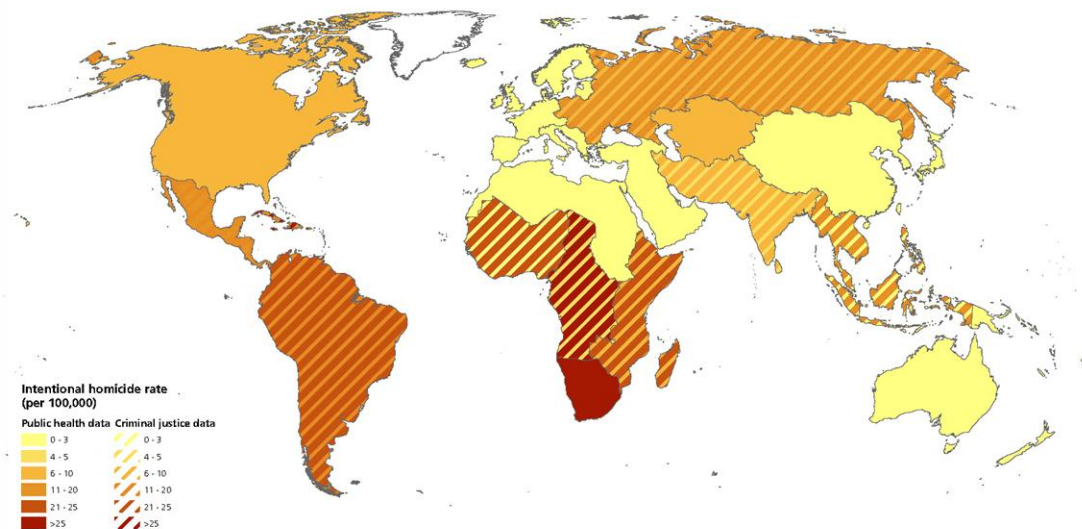 Intentional homicide rate
(per 100,000)
Public health data Criminal justice data
0 - 3 0 - 3
4 - 5 4 - 5
6 - 10 6 - 10
11 - 20 11 - 20
21 - 25 21 - 25
>25 >25